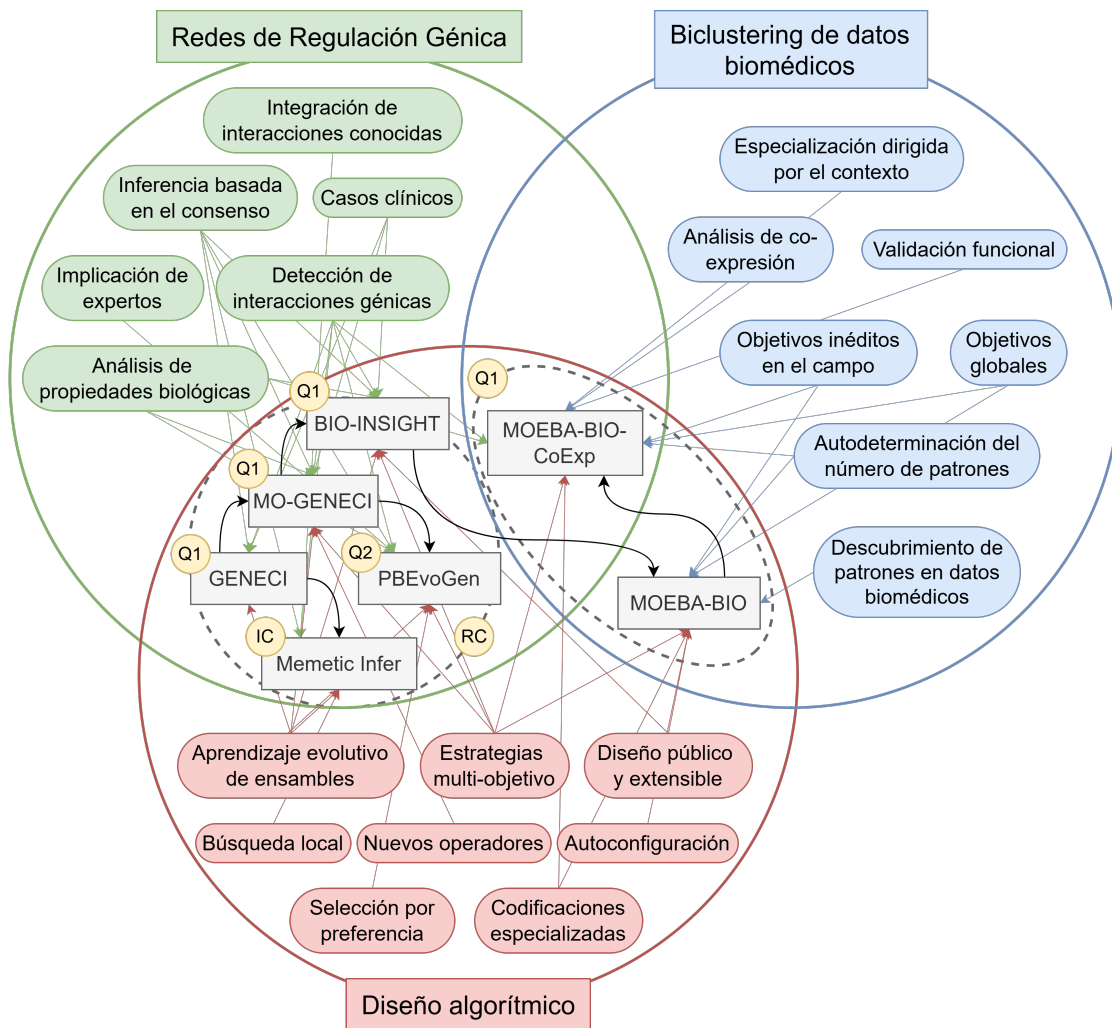 Redes de Regulación Génica
Biclustering de datos
biomédicos
Integración de
interacciones conocidas
Inferencia basada
en el consenso
Casos clínicos
Implicación de
expertos
Detección de
interacciones génicas
Análisis de
propiedades biológicas
Especialización dirigida
por el contexto
Análisis de co-
expresión
Validación funcional
Objetivos inéditos
en el campo
Objetivos
globales
Autodeterminación del
número de patrones
Descubrimiento de
patrones en datos
biomédicos
Q1
BIO-INSIGHT
Q1
MOEBA-BIO-
CoExp
Q1
MO-GENECI
Q1
GENECI
Q2
PBEvoGen
MOEBA-BIO
IC
Memetic Infer
RC
Aprendizaje evolutivo
de ensambles
Estrategias
multi-objetivo
Diseño público
y extensible
Búsqueda local
Nuevos operadores
Autoconfiguración
Selección por
preferencia
Codificaciones
especializadas
Diseño algorítmico